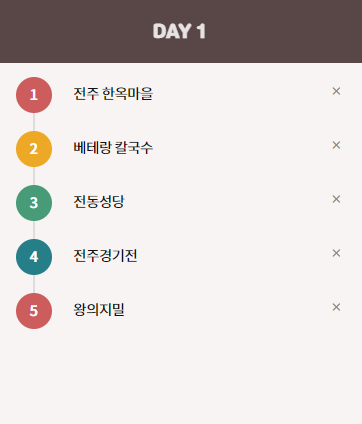 DAY 1
1 전주 한옥마을 ×
2 베테랑 칼국수 ×
3 전동성당 ×
4 전주경기전 ×
5 왕의지밀 ×